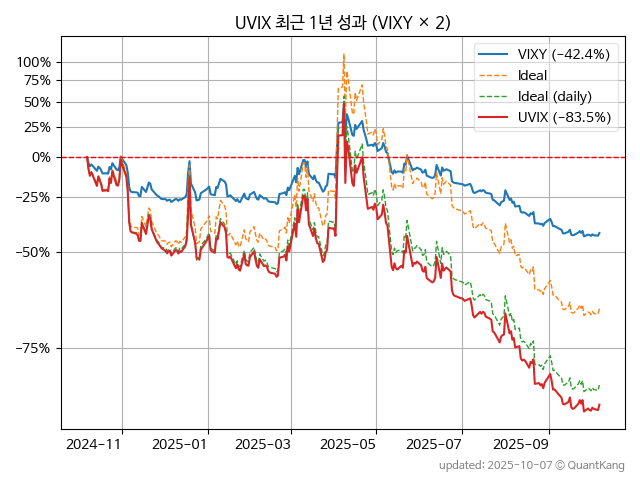 UVIX 최근 1년 성과 (VIXY × 2)
VIXY (−42.4%)
Ideal
Ideal (daily)
UVIX (−83.5%)
100%
75%
50%
25%
0%
−25%
−50%
−75%
2024-11
2025-01
2025-03
2025-05
2025-07
2025-09
updated: 2025-10-07 © QuantKang